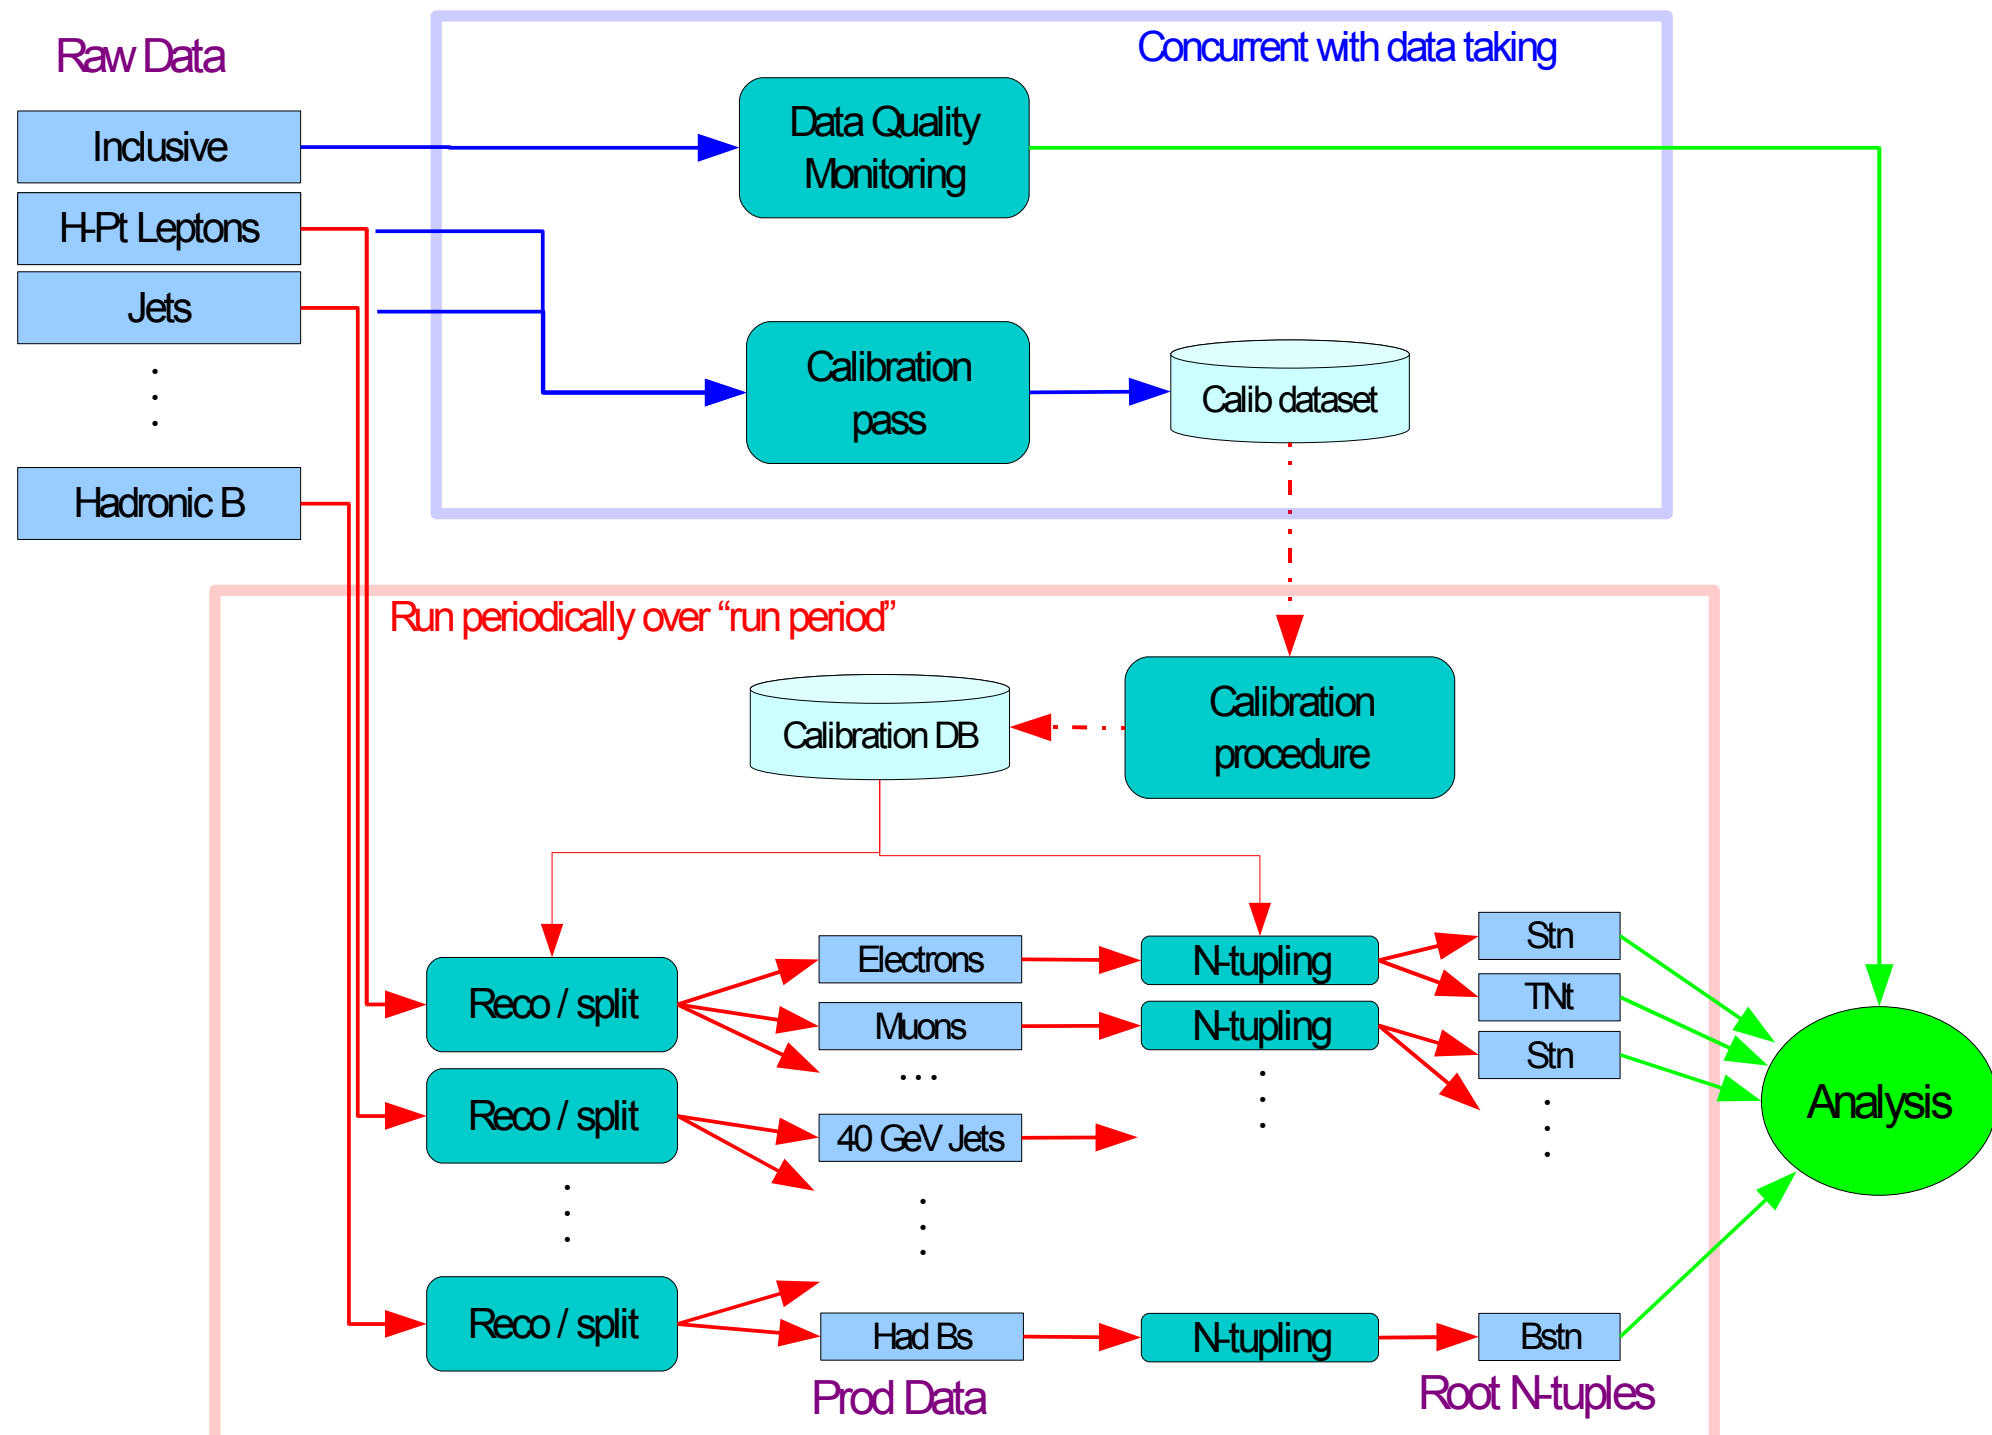 Raw Data
Concurrent with data taking
Inclusive
Data Quality
Monitoring
H-Pt Leptons
Jets
Calibration
pass
Calib dataset
Hadronic B
Run periodically over “run period”
Calibration DB
Calibration
procedure
Reco / split
Electrons
N-tupling
Stn
TNt
Muons
N-tupling
Stn
...
Reco / split
40 GeV Jets
Analysis
Reco / split
Had Bs
N-tupling
Bstn
Prod Data
Root N-tuples